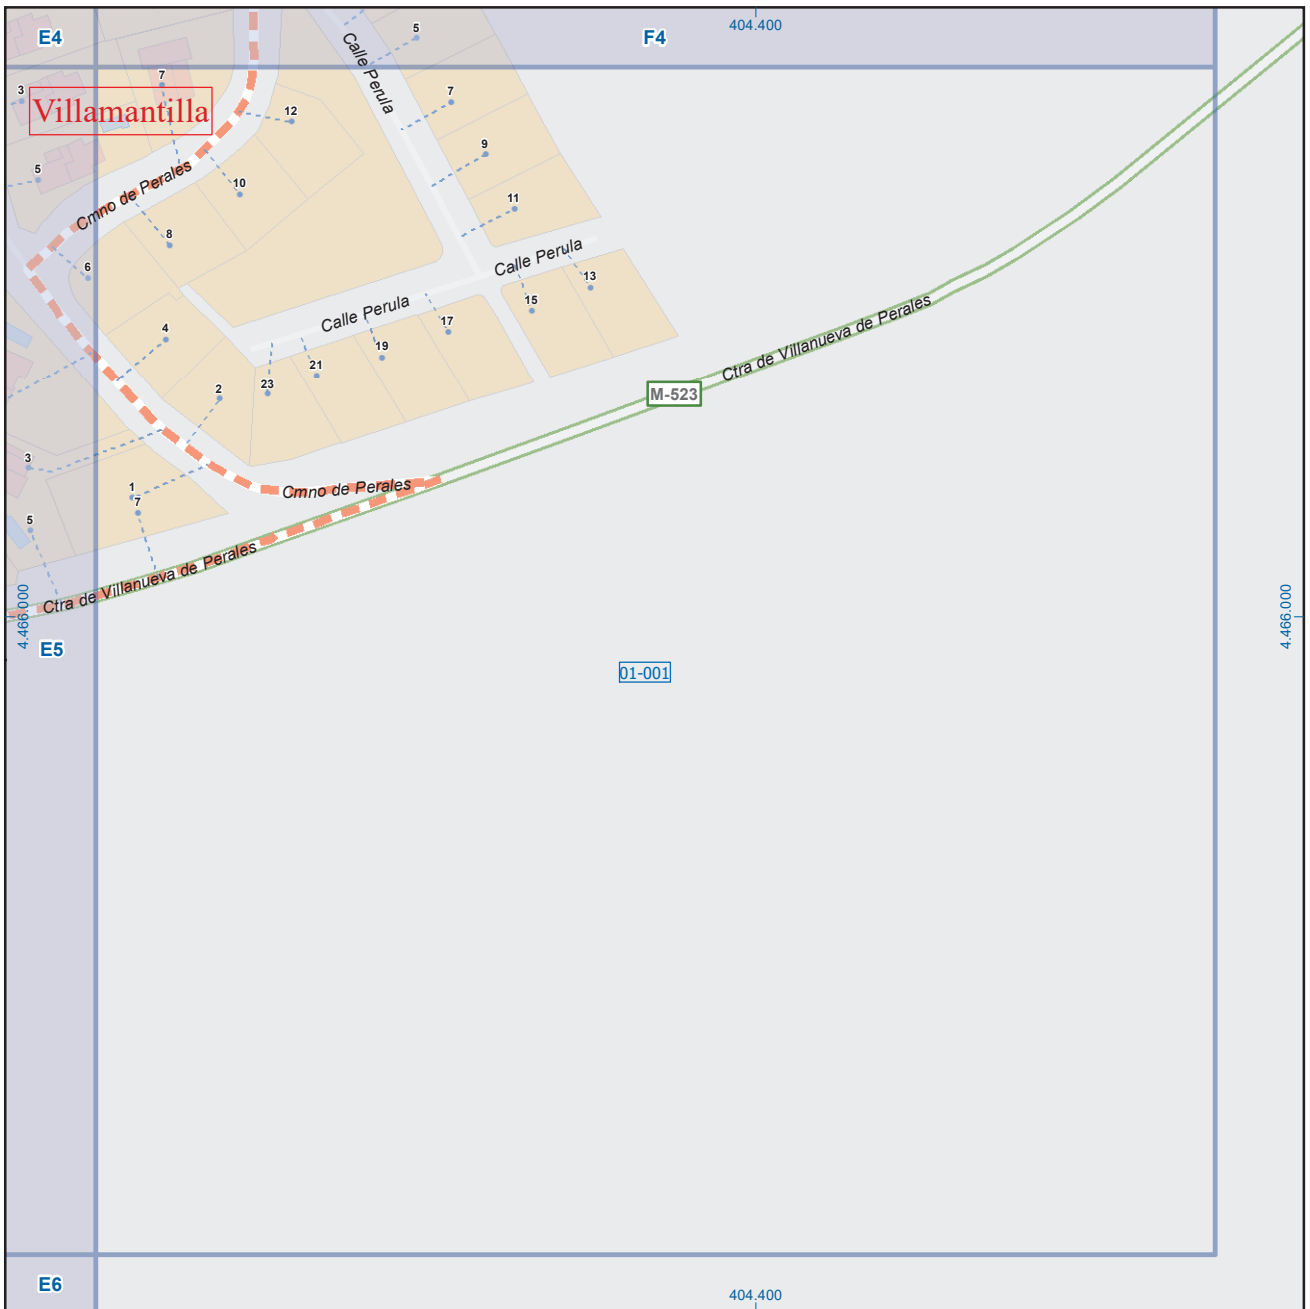 404.400
E4
F4
5
Calle Perula
7
3
7
Villamantilla
12
9
5
Cmno de Perales
10
11
8
Calle Perula
6
13
15
Calle Perula
17
4
19
21
23
2
Ctra de Villanueva de Perales
M-523
3
1
7
Cmno de Perales
5
Ctra de Villanueva de Perales
4.466.000
4.466.000
E5
01-001
E6
404.400